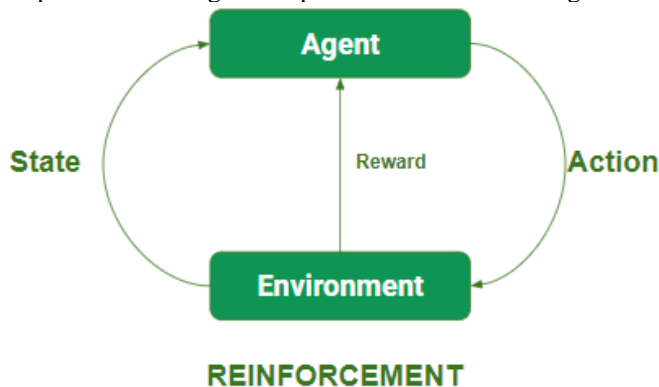 Agent
State
Reward
Action
Environment
REINFORCEMENT